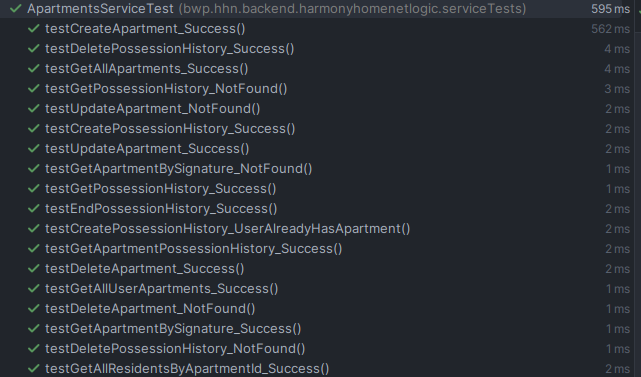 ApartmentsServiceTest (bwp.hhn.backend.harmonyhomenetlogic.serviceTests) 595 ms
testCreateApartment_Success() 562 ms
testDeletePossessionHistory_Success() 4 ms
testGetAllApartments_Success() 4 ms
testGetPossessionHistory_NotFound() 3 ms
testUpdateApartment_NotFound() 2 ms
testCreatePossessionHistory_Success() 2 ms
testUpdateApartment_Success() 2 ms
testGetApartmentBySignature_NotFound() 1 ms
testGetPossessionHistory_Success() 1 ms
testEndPossessionHistory_Success() 2 ms
testCreatePossessionHistory_UserAlreadyHasApartment() 2 ms
testGetApartmentPossessionHistory_Success() 2 ms
testDeleteApartment_Success() 2 ms
testGetAllUserApartments_Success() 1 ms
testDeleteApartment_NotFound() 1 ms
testGetApartmentBySignature_Success() 1 ms
testDeletePossessionHistory_NotFound() 1 ms
testGetAllResidentsByApartmentId_Success() 2 ms